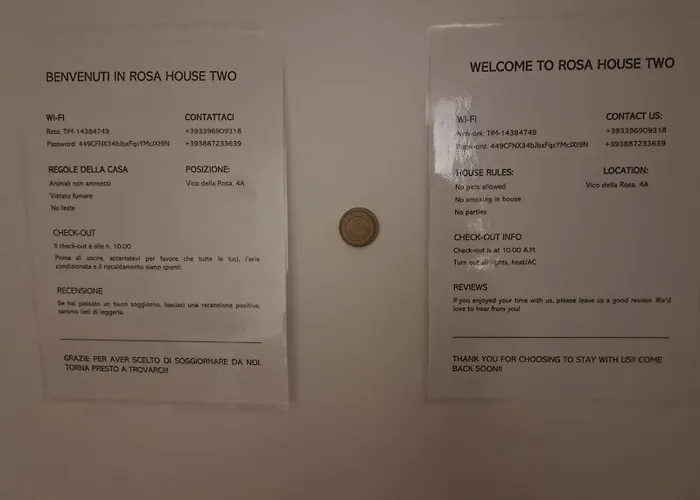 BENVENUTI IN ROSA HOUSE TWO
WI-FI
Rete: TIM-14384749
Password: 449CFNX34bJbxFqcYMcJXt9N
CONTATTACI
+393396909318
+393887233639
REGOLE DELLA CASA
Animali non ammessi
Vietato fumare
No feste
POSIZIONE:
Vico della Rosa, 4A
CHECK-OUT
Il check-out è alle h. 10:00
Prima di uscire, accertatevi per favore che tutte le luci, l'aria
condizionata e il riscaldamento siano spenti.
RECENSIONE
Se hai passato un buon soggiorno, lasciaci una recensione positiva,
saremo lieti di leggerla.
GRAZIE PER AVER SCELTO DI SOGGIORNARE DA NOI.
TORNA PRESTO A TROVARCI!!
WELCOME TO ROSA HOUSE TWO
WI-FI
Network: TIM-14384749
Password: 449CFNX34bJbxFqcYMcJXt9N
CONTACT US:
+393396909318
+393887233639
HOUSE RULES:
No pets allowed
No smoking in house
No parties
LOCATION:
Vico della Rosa, 4A
CHECK-OUT INFO
Check-out is at 10:00 A.M.
Turn out all lights, heat/AC
REVIEWS
If you enjoyed your time with us, please leave us a good review. We'd
love to hear from you!
THANK YOU FOR CHOOSING TO STAY WITH US!! COME
BACK SOON!!